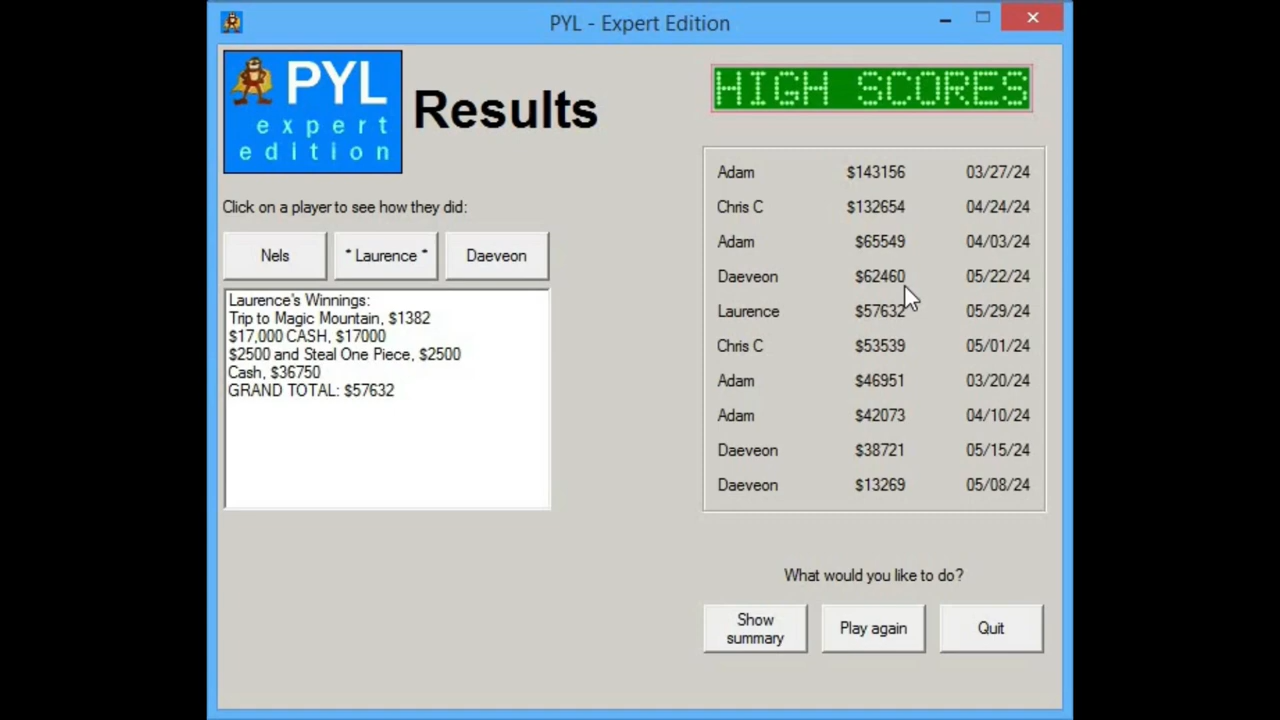 PYL - Expert Edition
PYL
expert
edition
Results
HIGH SCORES
Click on a player to see how they did:
Nels
* Laurence *
Daeveon
Laurence's Winnings:
Trip to Magic Mountain, $1382
$17,000 CASH, $17000
$2500 and Steal One Piece, $2500
Cash, $36750
GRAND TOTAL: $57632
Adam $143156 03/27/24
Chris C $132654 04/24/24
Adam $65549 04/03/24
Daeveon $62460 05/22/24
Laurence $57632 05/29/24
Chris C $53539 05/01/24
Adam $46951 03/20/24
Adam $42073 04/10/24
Daeveon $38721 05/15/24
Daeveon $13269 05/08/24
What would you like to do?
Show
summary
Play again
Quit